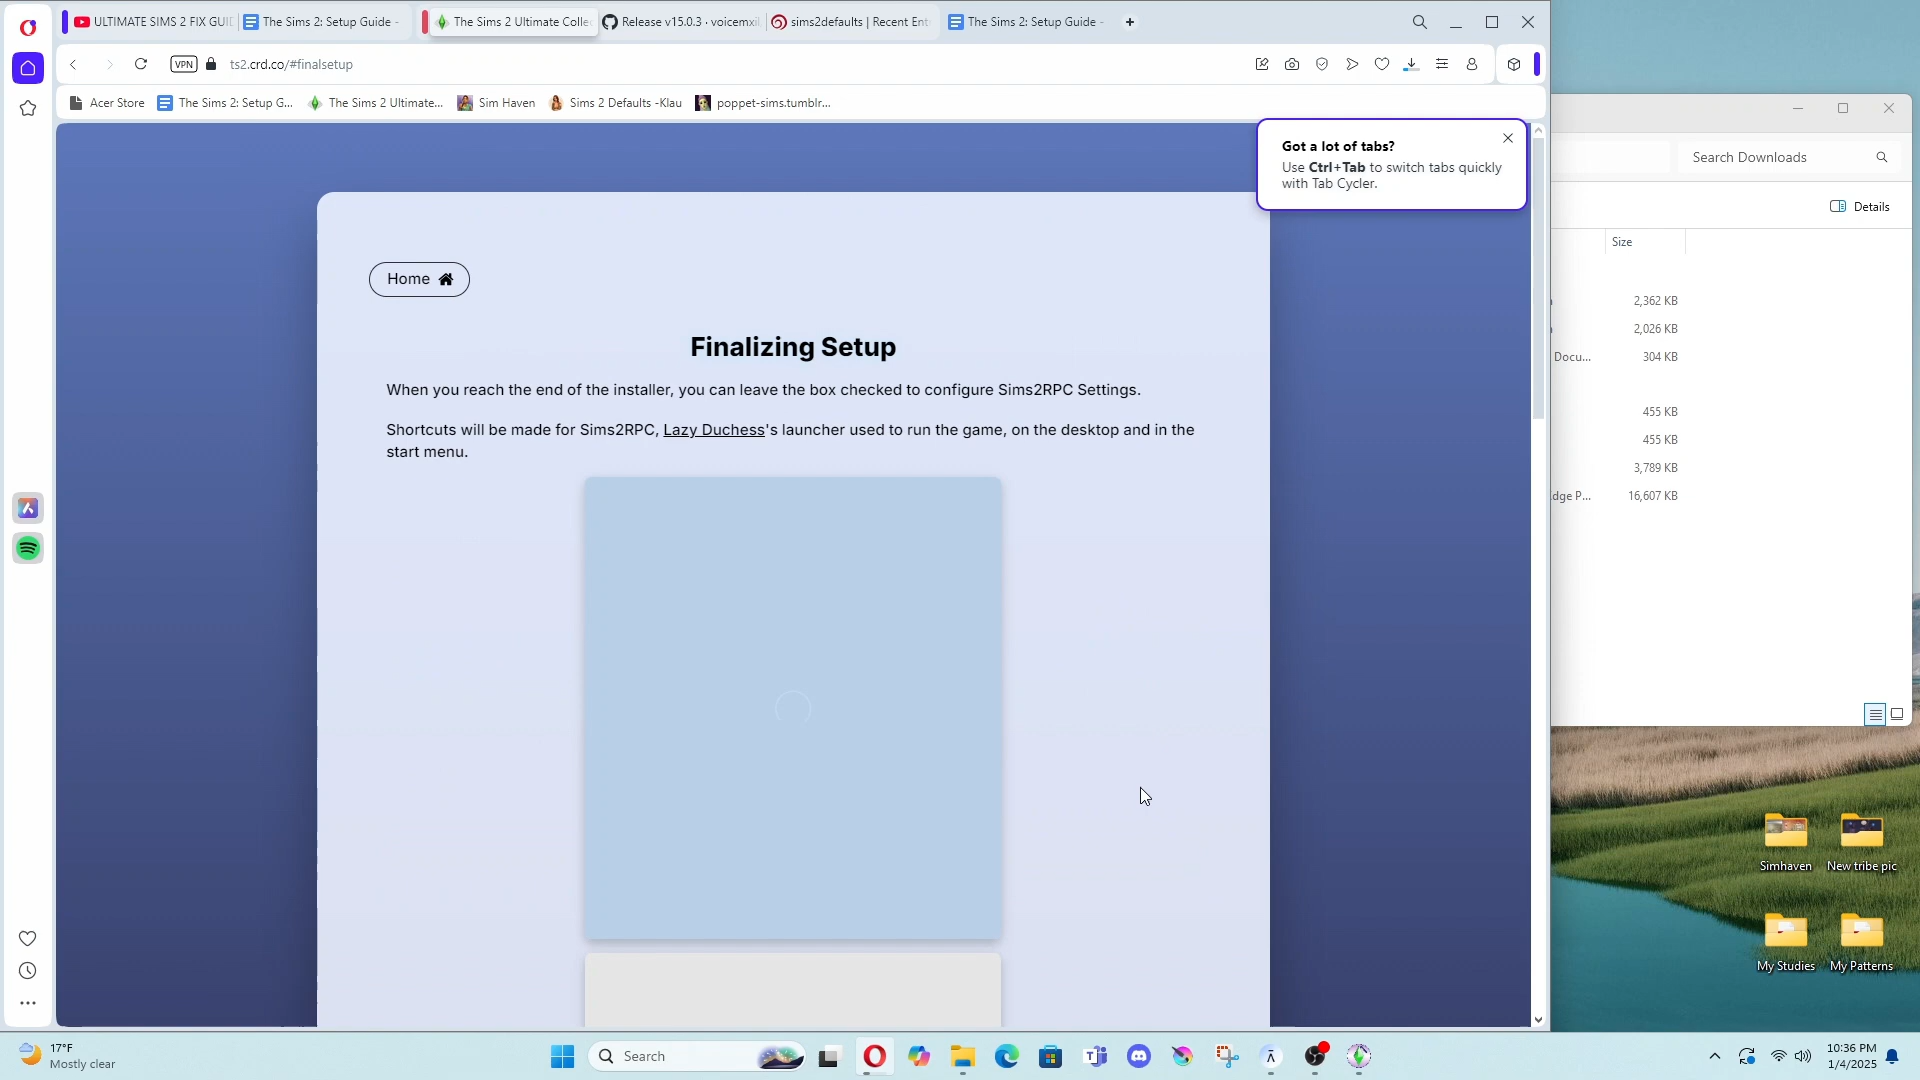 ULTIMATE SIMS 2 FIX GUI
The Sims 2: Setup Guide -
The Sims 2 Ultimate Colle
Release v15.0.3 · voicemxi
sims2defaults | Recent Ent
The Sims 2: Setup Guide -
VPN
ts2.crd.co/#finalsetup
Acer Store
The Sims 2: Setup G...
The Sims 2 Ultimate...
Sim Haven
Sims 2 Defaults -Klau
poppet-sims.tumblr...
Got a lot of tabs?
Use Ctrl+Tab to switch tabs quickly
with Tab Cycler.
Search Downloads
Details
Size
2,362 KB
2,026 KB
Docu...
304 KB
455 KB
455 KB
3,789 KB
dge P...
16,607 KB
Home
Finalizing Setup
When you reach the end of the installer, you can leave the box checked to configure Sims2RPC Settings.
Shortcuts will be made for Sims2RPC, Lazy Duchess's launcher used to run the game, on the desktop and in the
start menu.
Simhaven
New tribe pic
My Studies
My Patterns
17°F
Mostly clear
Search
10:36 PM
1/4/2025